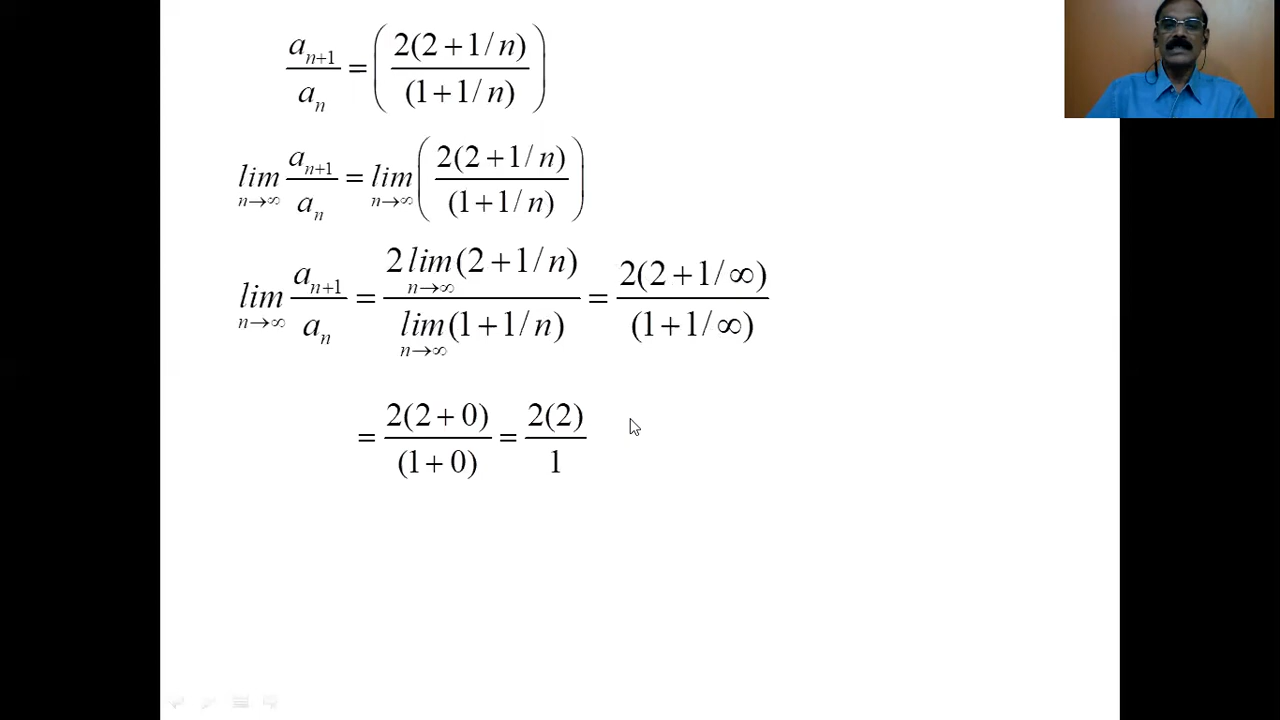 a_{n+1}/a_n = (2(2+1/n)/(1+1/n))
lim_{n→∞} a_{n+1}/a_n = lim_{n→∞} (2(2+1/n)/(1+1/n))
lim_{n→∞} a_{n+1}/a_n = 2 lim_{n→∞}(2+1/n)/lim_{n→∞}(1+1/n) = 2(2+1/∞)/(1+1/∞)
= 2(2+0)/(1+0) = 2(2)/1